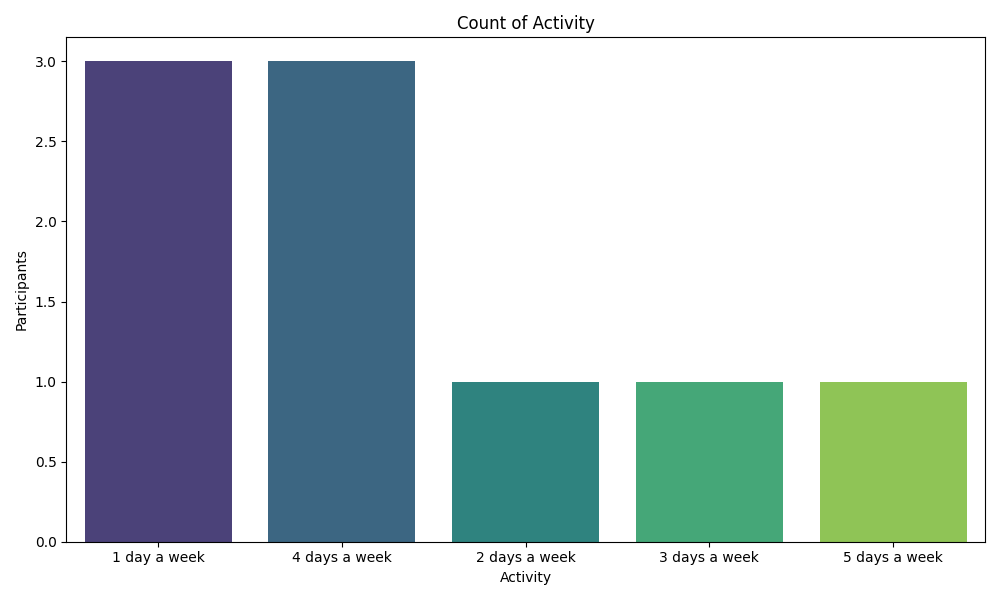 Count of Activity
3.0
2.5
2.0
1.5
1.0
0.5
0.0
Participants
1 day a week
4 days a week
2 days a week
3 days a week
5 days a week
Activity